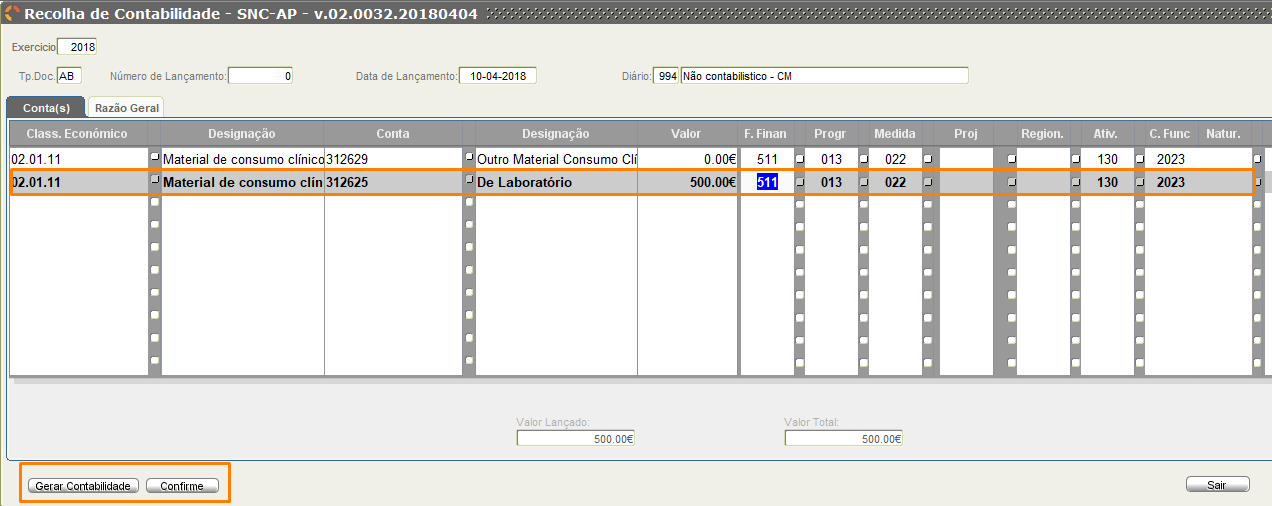 Recolha de Contabilidade - SNC-AP - v.02.0032.20180404
Exercicio 2018
Tp.Doc. AB Número de Lançamento: 0 Data de Lançamento: 10-04-2018 Diário: 994 Não contabilistico - CM
Conta(s) Razão Geral
Class. Económico Designação Conta Designação Valor F. Finan Progr Medida Proj Region. Ativ. C. Func Natur.
02.01.11 Material de consumo clínico 312629 Outro Material Consumo Clí 0.00€ 511 013 022 130 2023
02.01.11 Material de consumo clín 312625 De Laboratório 500.00€ 511 013 022 130 2023
Valor Lançado: Valor Total:
500.00€ 500.00€
Gerar Contabilidade Confirme Sair